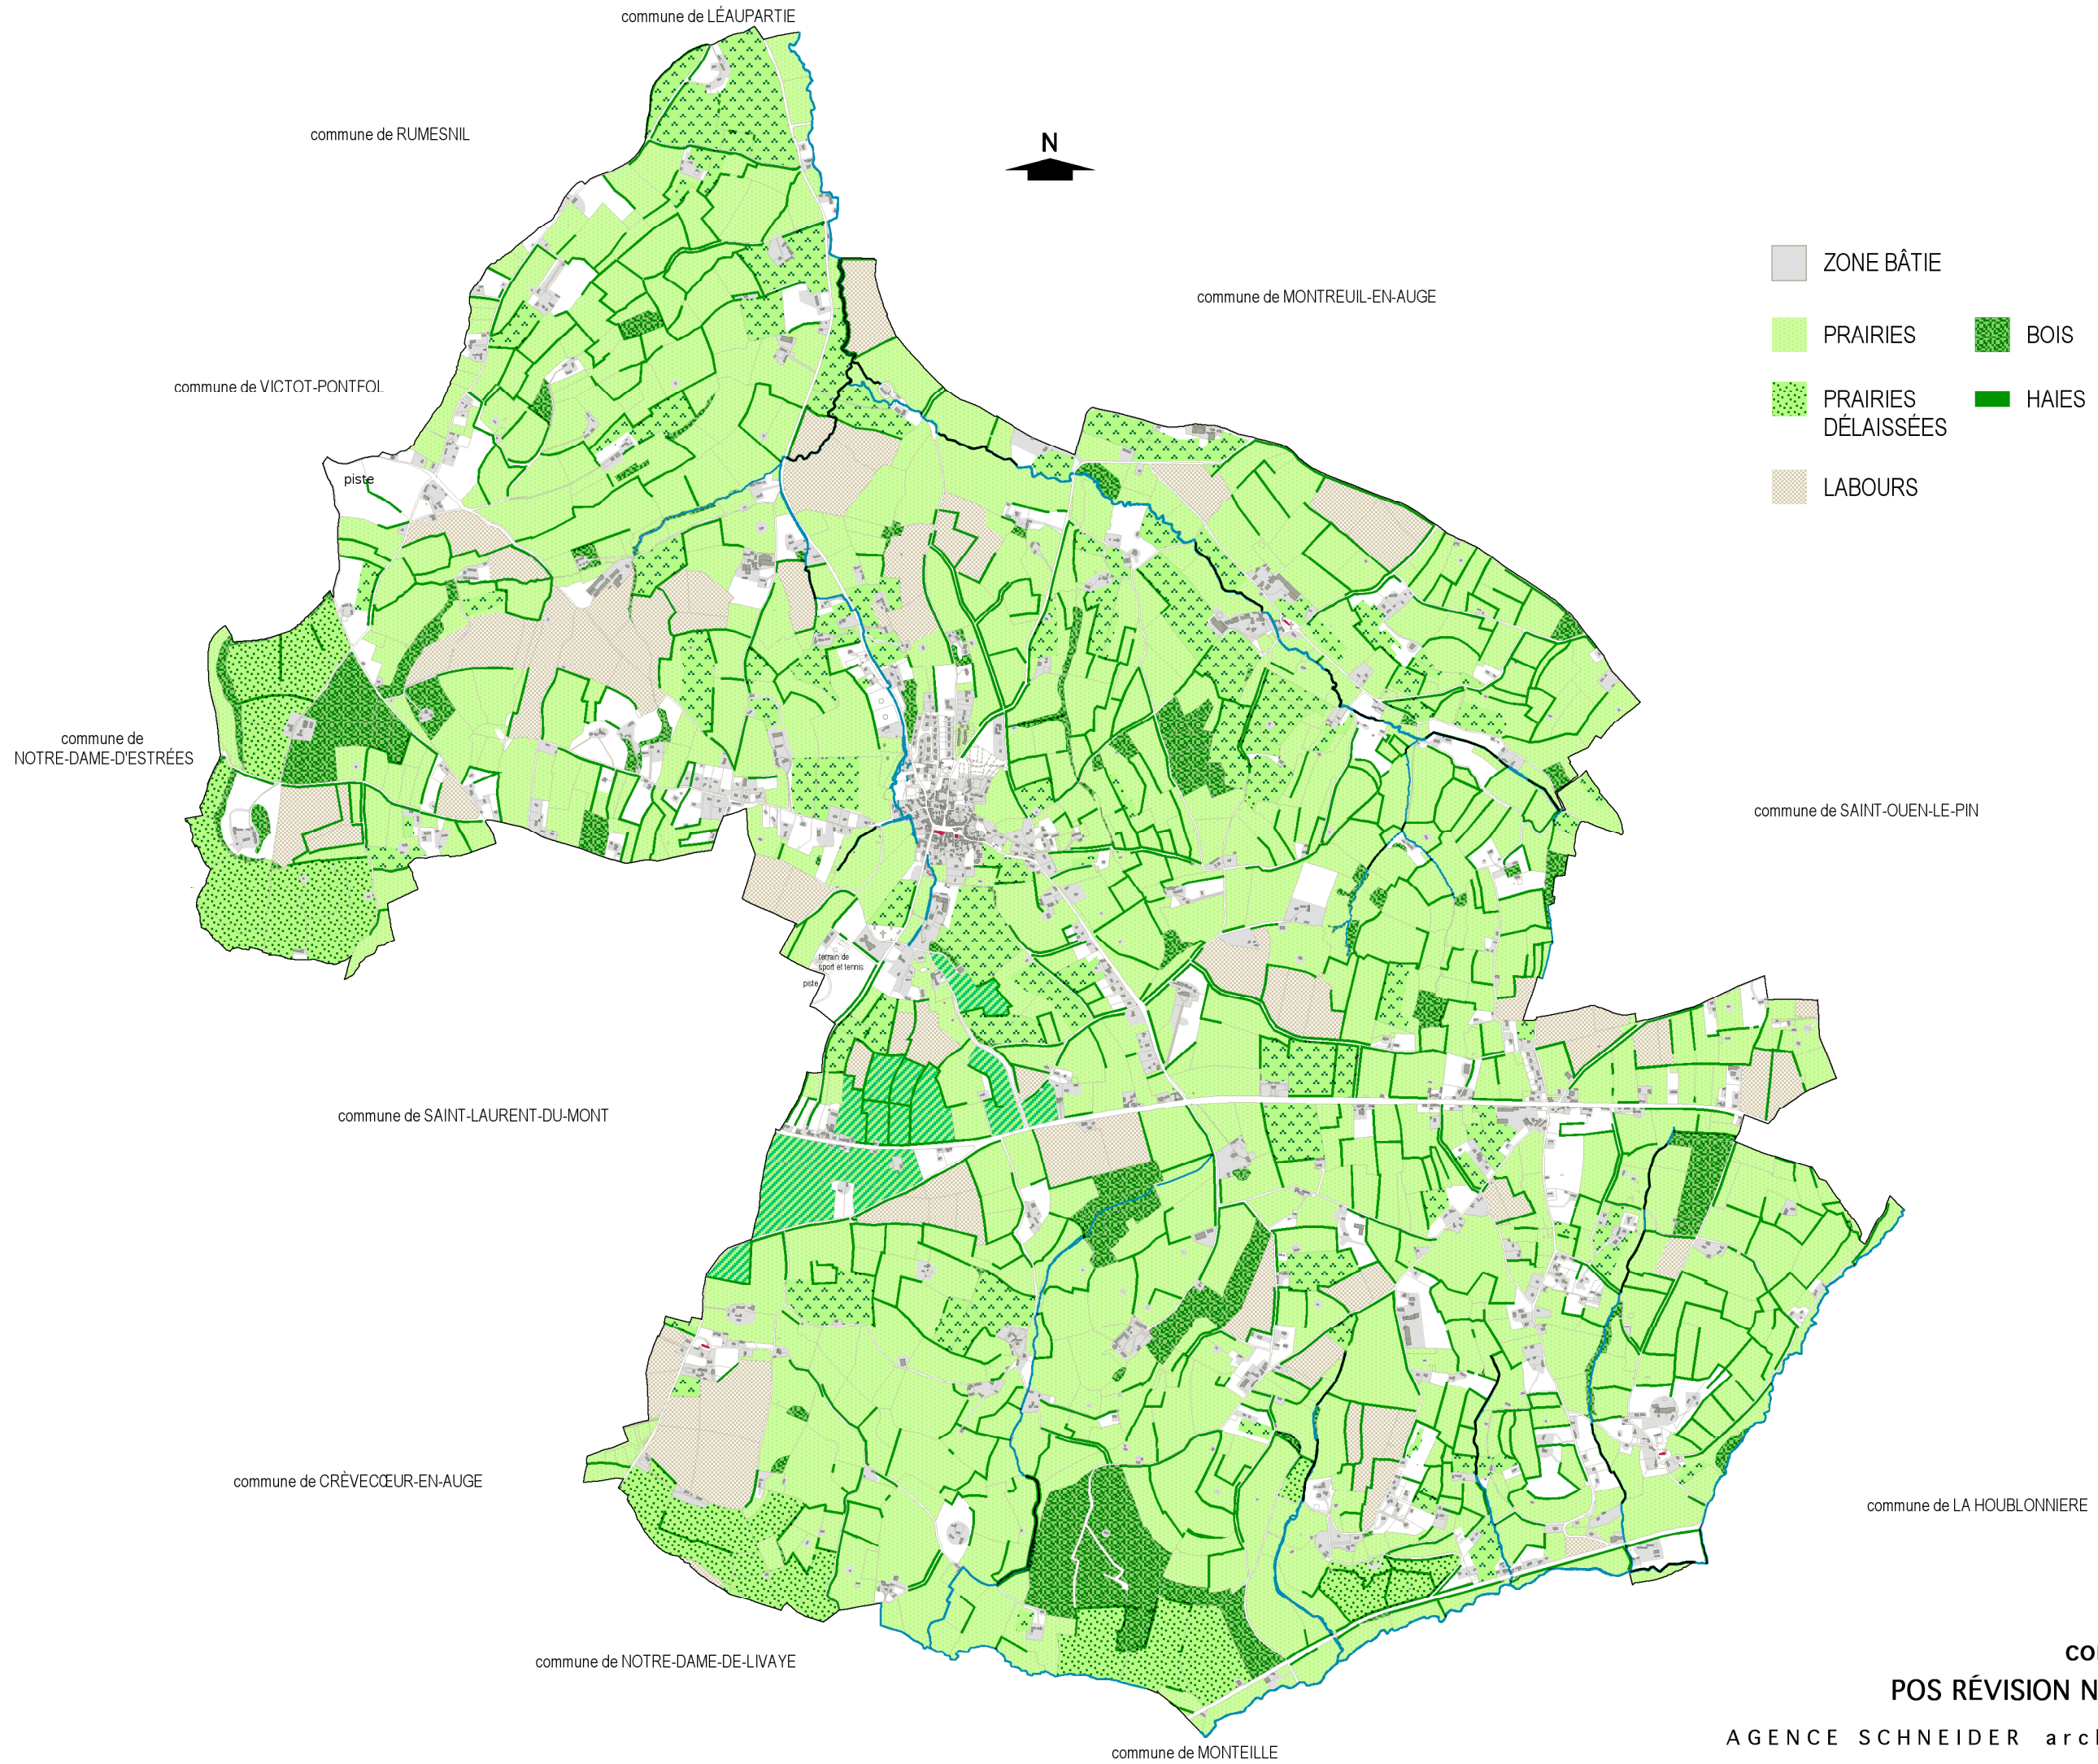 commune de LÉAUPARTIE
commune de RUMESNIL
N
commune de MONTREUIL-EN-AUGE
ZONE BÂTIE
PRAIRIES
BOIS
PRAIRIES
DÉLAISSÉES
HAIES
LABOURS
commune de VICTOT-PONTFOL
piste
commune de
NOTRE-DAME-D'ESTRÉES
commune de SAINT-OUEN-LE-PIN
terrain de
sport et tennis
piste
commune de SAINT-LAURENT-DU-MONT
commune de CRÈVECŒUR-EN-AUGE
commune de LA HOUBLONNIERE
commune de NOTRE-DAME-DE-LIVAYE
commune de MONTEILLE
POS RÉVISION N
AGENCE SCHNEIDER